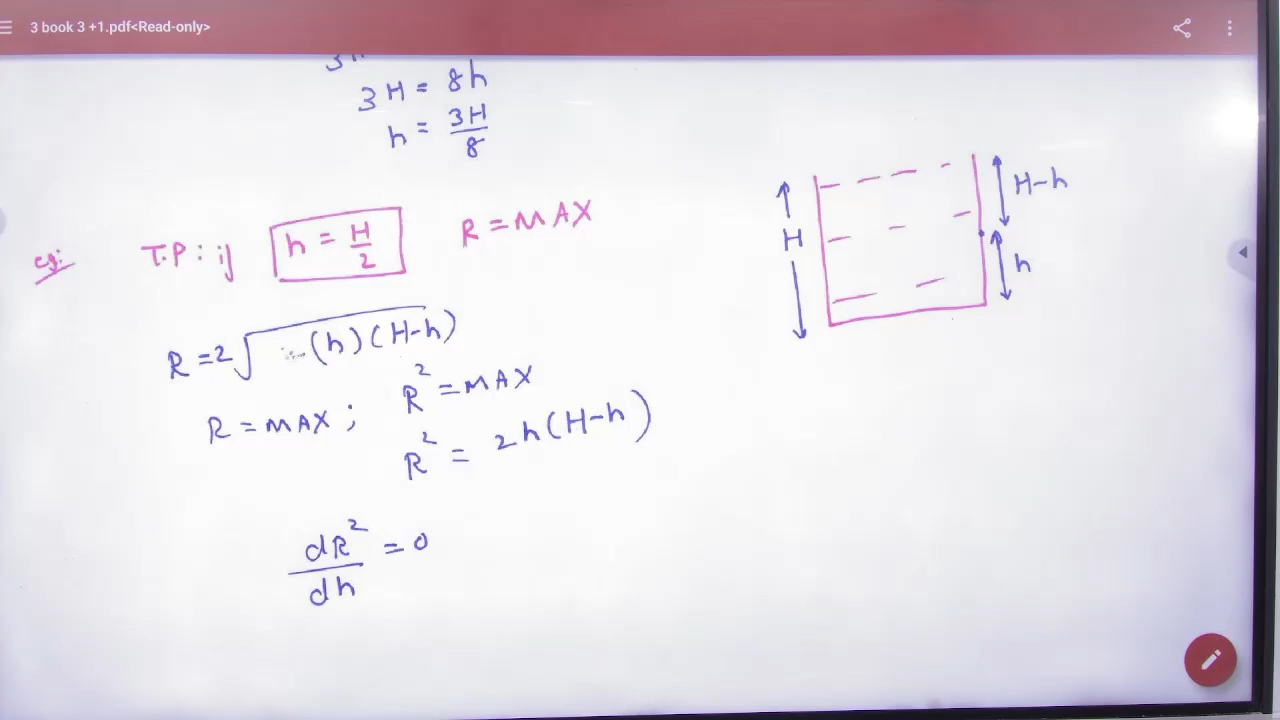 3 book 3 +1.pdf<Read-only>
3H = 8h
h = 3H/8
eg: T.P: if h = H/2 R = MAX
R = 2√(h)(H-h)
R = MAX; R² = MAX
R² = 2h(H-h)
dR²/dh = 0
H
H-h
h